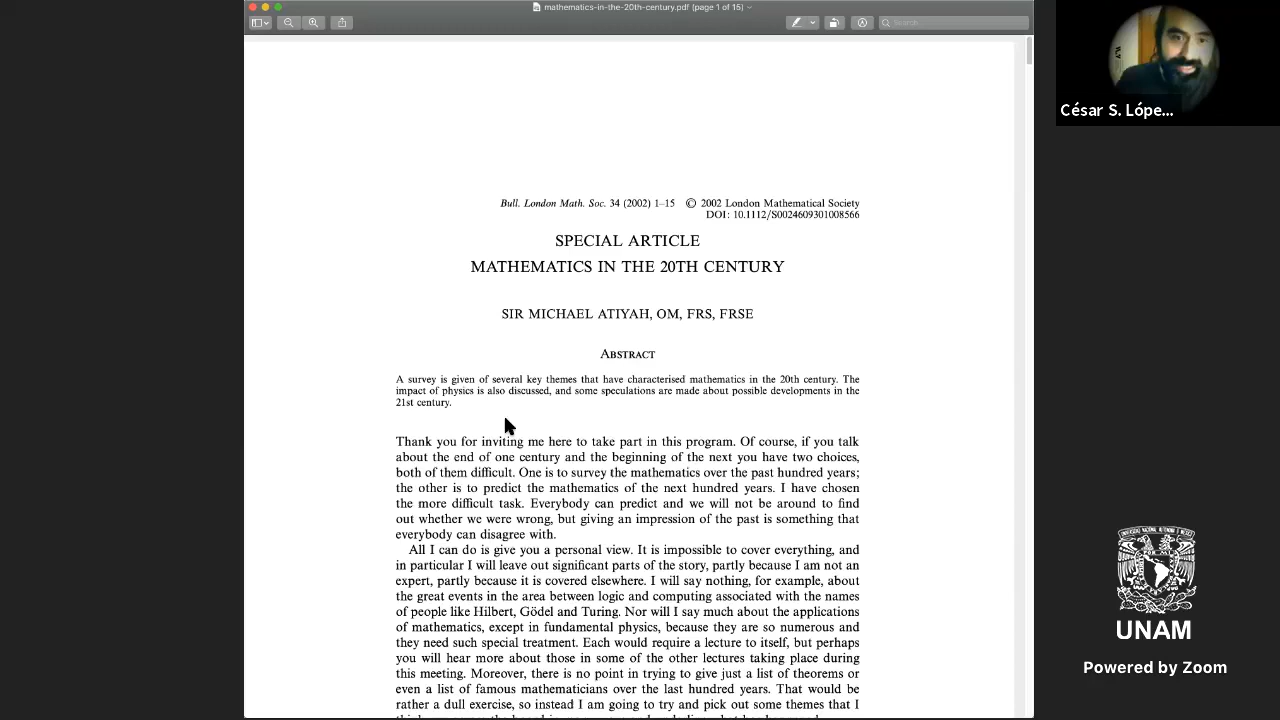 mathematics-in-the-20th-century.pdf (page 1 of 15)
Search
César S. Lópe...
Bull. London Math. Soc. 34 (2002) 1–15 © 2002 London Mathematical Society
DOI: 10.1112/S0024609301008566
SPECIAL ARTICLE
MATHEMATICS IN THE 20TH CENTURY
SIR MICHAEL ATIYAH, OM, FRS, FRSE
Abstract
A survey is given of several key themes that have characterised mathematics in the 20th century. The
impact of physics is also discussed, and some speculations are made about possible developments in the
21st century.
Thank you for inviting me here to take part in this program. Of course, if you talk
about the end of one century and the beginning of the next you have two choices,
both of them difficult. One is to survey the mathematics over the past hundred years;
the other is to predict the mathematics of the next hundred years. I have chosen
the more difficult task. Everybody can predict and we will not be around to find
out whether we were wrong, but giving an impression of the past is something that
everybody can disagree with.
All I can do is give you a personal view. It is impossible to cover everything, and
in particular I will leave out significant parts of the story, partly because I am not an
expert, partly because it is covered elsewhere. I will say nothing, for example, about
the great events in the area between logic and computing associated with the names
of people like Hilbert, Gödel and Turing. Nor will I say much about the applications
of mathematics, except in fundamental physics, because they are so numerous and
they need such special treatment. Each would require a lecture to itself, but perhaps
you will hear more about those in some of the other lectures taking place during
this meeting. Moreover, there is no point in trying to give just a list of theorems or
even a list of famous mathematicians over the last hundred years. That would be
rather a dull exercise, so instead I am going to try and pick out some themes that I
UNAM
Powered by Zoom